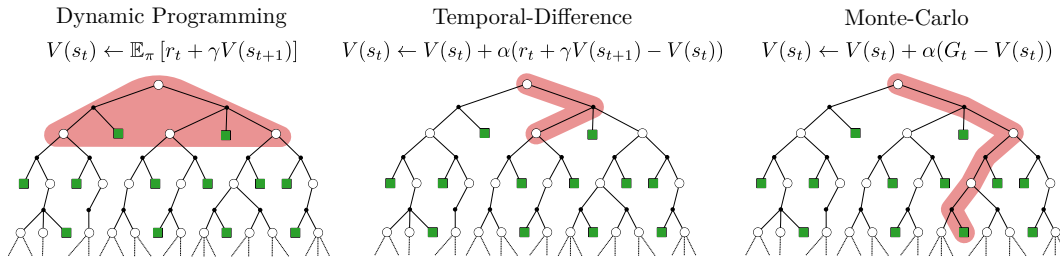 Dynamic Programming
V(s_t) ← 𝔼_π [r_t + γV(s_{t+1})]
Temporal-Difference
V(s_t) ← V(s_t) + α(r_t + γV(s_{t+1}) − V(s_t))
Monte-Carlo
V(s_t) ← V(s_t) + α(G_t − V(s_t))